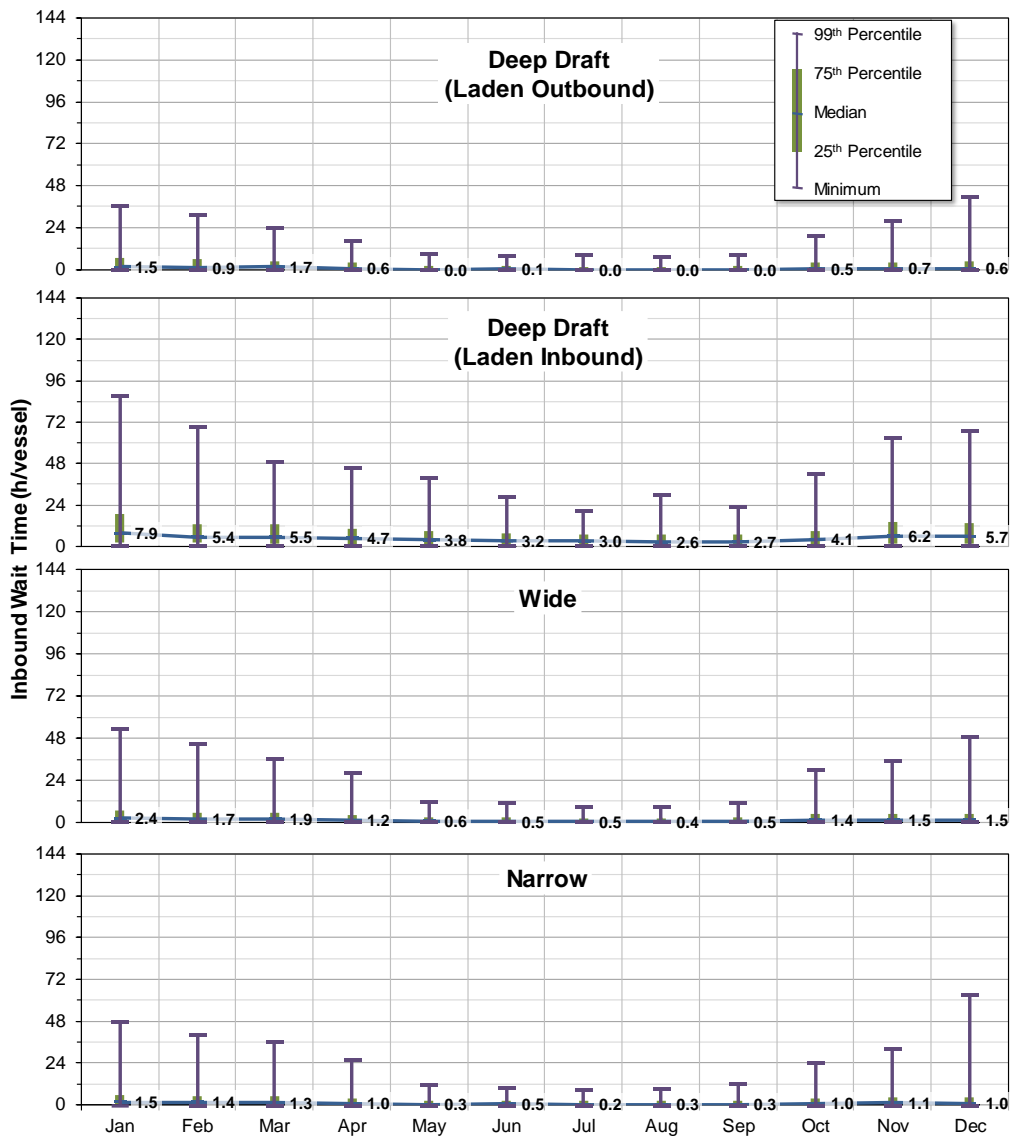 144
120
96
72
48
24
0
Deep Draft
(Laden Outbound)
99th Percentile
75th Percentile
Median
25th Percentile
Minimum
1.5 0.9 1.7 0.6 0.0 0.1 0.0 0.0 0.0 0.5 0.7 0.6
Inbound Wait Time (h/vessel)
144
120
96
72
48
24
0
Deep Draft
(Laden Inbound)
7.9 5.4 5.5 4.7 3.8 3.2 3.0 2.6 2.7 4.1 6.2 5.7
144
120
96
72
48
24
0
Wide
2.4 1.7 1.9 1.2 0.6 0.5 0.5 0.4 0.5 1.4 1.5 1.5
144
120
96
72
48
24
0
Narrow
1.5 1.4 1.3 1.0 0.3 0.5 0.2 0.3 0.3 1.0 1.1 1.0
Jan Feb Mar Apr May Jun Jul Aug Sep Oct Nov Dec